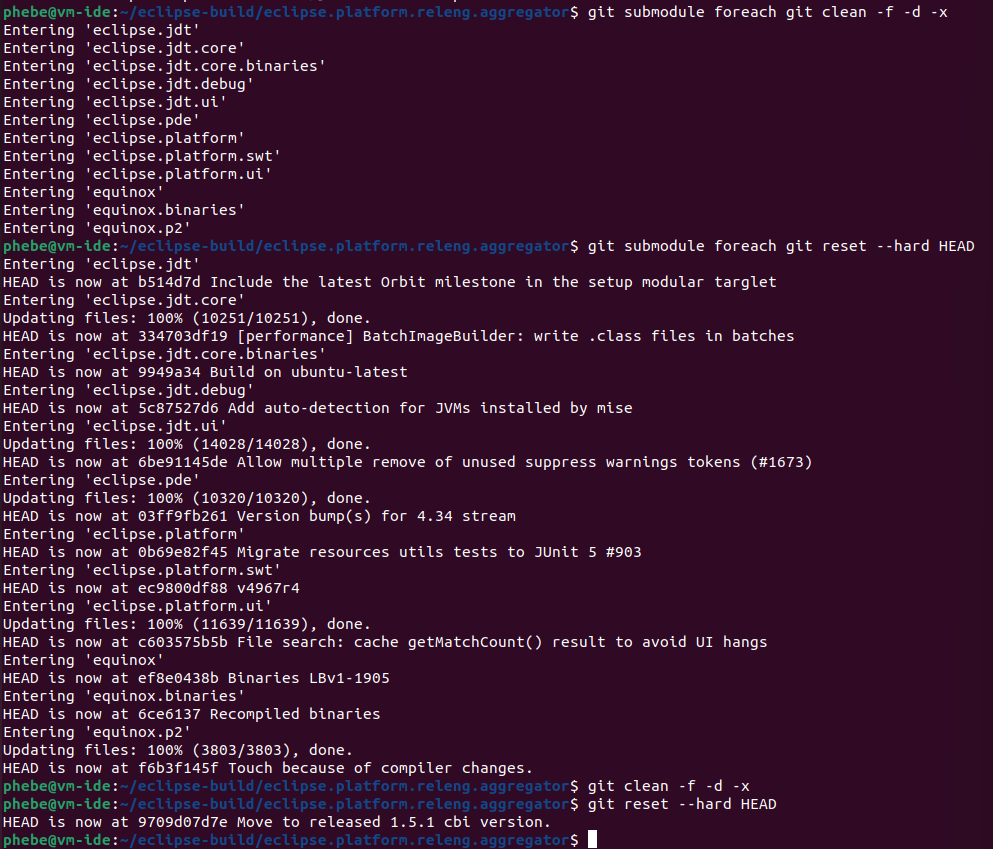 phebe@vm-ide:~/eclipse-build/eclipse.platform.releng.aggregator$ git submodule foreach git clean -f -d -x
Entering 'eclipse.jdt'
Entering 'eclipse.jdt.core'
Entering 'eclipse.jdt.core.binaries'
Entering 'eclipse.jdt.debug'
Entering 'eclipse.jdt.ui'
Entering 'eclipse.pde'
Entering 'eclipse.platform'
Entering 'eclipse.platform.swt'
Entering 'eclipse.platform.ui'
Entering 'equinox'
Entering 'equinox.binaries'
Entering 'equinox.p2'
phebe@vm-ide:~/eclipse-build/eclipse.platform.releng.aggregator$ git submodule foreach git reset --hard HEAD
Entering 'eclipse.jdt'
HEAD is now at b514d7d Include the latest Orbit milestone in the setup modular targlet
Entering 'eclipse.jdt.core'
Updating files: 100% (10251/10251), done.
HEAD is now at 334703df19 [performance] BatchImageBuilder: write .class files in batches
Entering 'eclipse.jdt.core.binaries'
HEAD is now at 9949a34 Build on ubuntu-latest
Entering 'eclipse.jdt.debug'
HEAD is now at 5c87527d6 Add auto-detection for JVMs installed by mise
Entering 'eclipse.jdt.ui'
Updating files: 100% (14028/14028), done.
HEAD is now at 6be91145de Allow multiple remove of unused suppress warnings tokens (#1673)
Entering 'eclipse.pde'
Updating files: 100% (10320/10320), done.
HEAD is now at 03ff9fb261 Version bump(s) for 4.34 stream
Entering 'eclipse.platform'
HEAD is now at 0b69e82f45 Migrate resources utils tests to JUnit 5 #903
Entering 'eclipse.platform.swt'
HEAD is now at ec9800df88 v4967r4
Entering 'eclipse.platform.ui'
Updating files: 100% (11639/11639), done.
HEAD is now at c603575b5b File search: cache getMatchCount() result to avoid UI hangs
Entering 'equinox'
HEAD is now at ef8e0438b Binaries LBv1-1905
Entering 'equinox.binaries'
HEAD is now at 6ce6137 Recompiled binaries
Entering 'equinox.p2'
Updating files: 100% (3803/3803), done.
HEAD is now at f6b3f145f Touch because of compiler changes.
phebe@vm-ide:~/eclipse-build/eclipse.platform.releng.aggregator$ git clean -f -d -x
phebe@vm-ide:~/eclipse-build/eclipse.platform.releng.aggregator$ git reset --hard HEAD
HEAD is now at 9709d07d7e Move to released 1.5.1 cbi version.
phebe@vm-ide:~/eclipse-build/eclipse.platform.releng.aggregator$